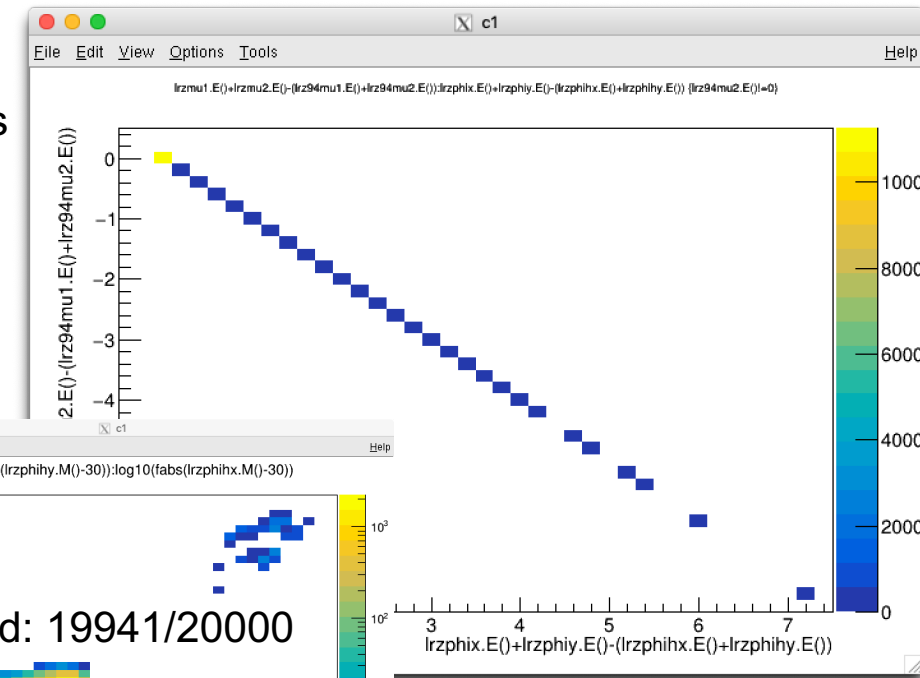 c1
File Edit View Options Tools Help
lrzmu1.E()+lrzmu2.E()-(lrz94mu1.E()+lrz94mu2.E()):lrzphix.E()+lrzphiy.E()-(lrzphihx.E()+lrzphihy.E()) {lrz94mu2.E()!=0}
s
2.E()-(lrz94mu1.E()+lrz94mu2.E())
0
−1
−2
−3
−4
1000
8000
6000
4000
2000
0
3 5 6 7
lrzphix.E()+lrzphiy.E()-(lrzphihx.E()+lrzphihy.E())
c1
Help
(lrzphihy.M()-30)):log10(fabs(lrzphihx.M()-30))
10³
10²
d: 19941/20000